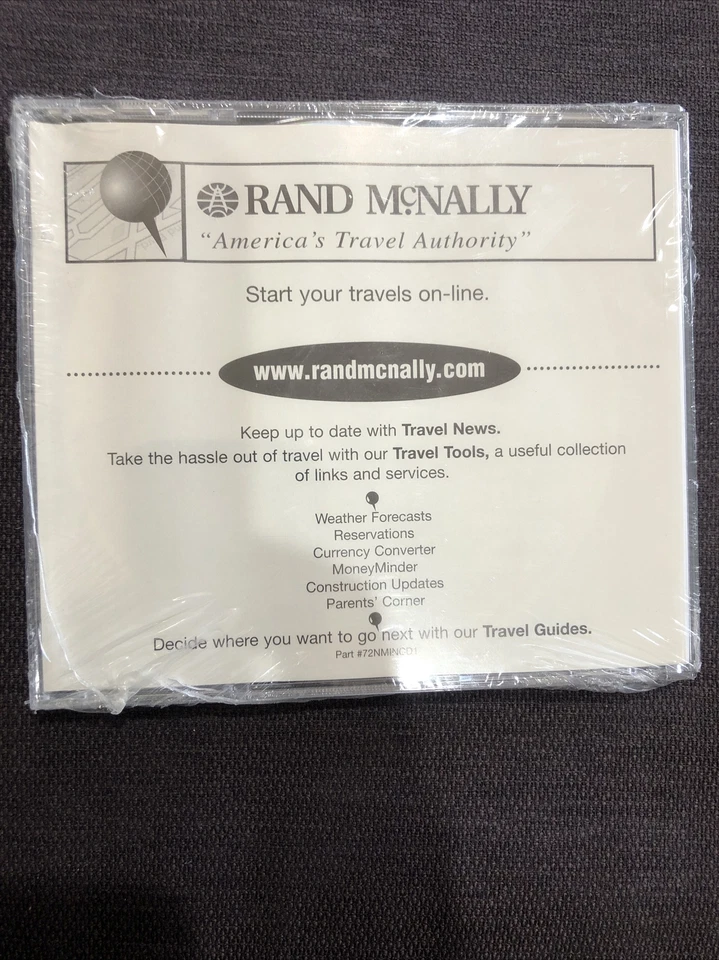 RAND McNALLY
"America's Travel Authority"
Start your travels on-line.
www.randmcnally.com
Keep up to date with Travel News.
Take the hassle out of travel with our Travel Tools, a useful collection
of links and services.
Weather Forecasts
Reservations
Currency Converter
MoneyMinder
Construction Updates
Parents' Corner
Decide where you want to go next with our Travel Guides.
Part #72NMINCD1